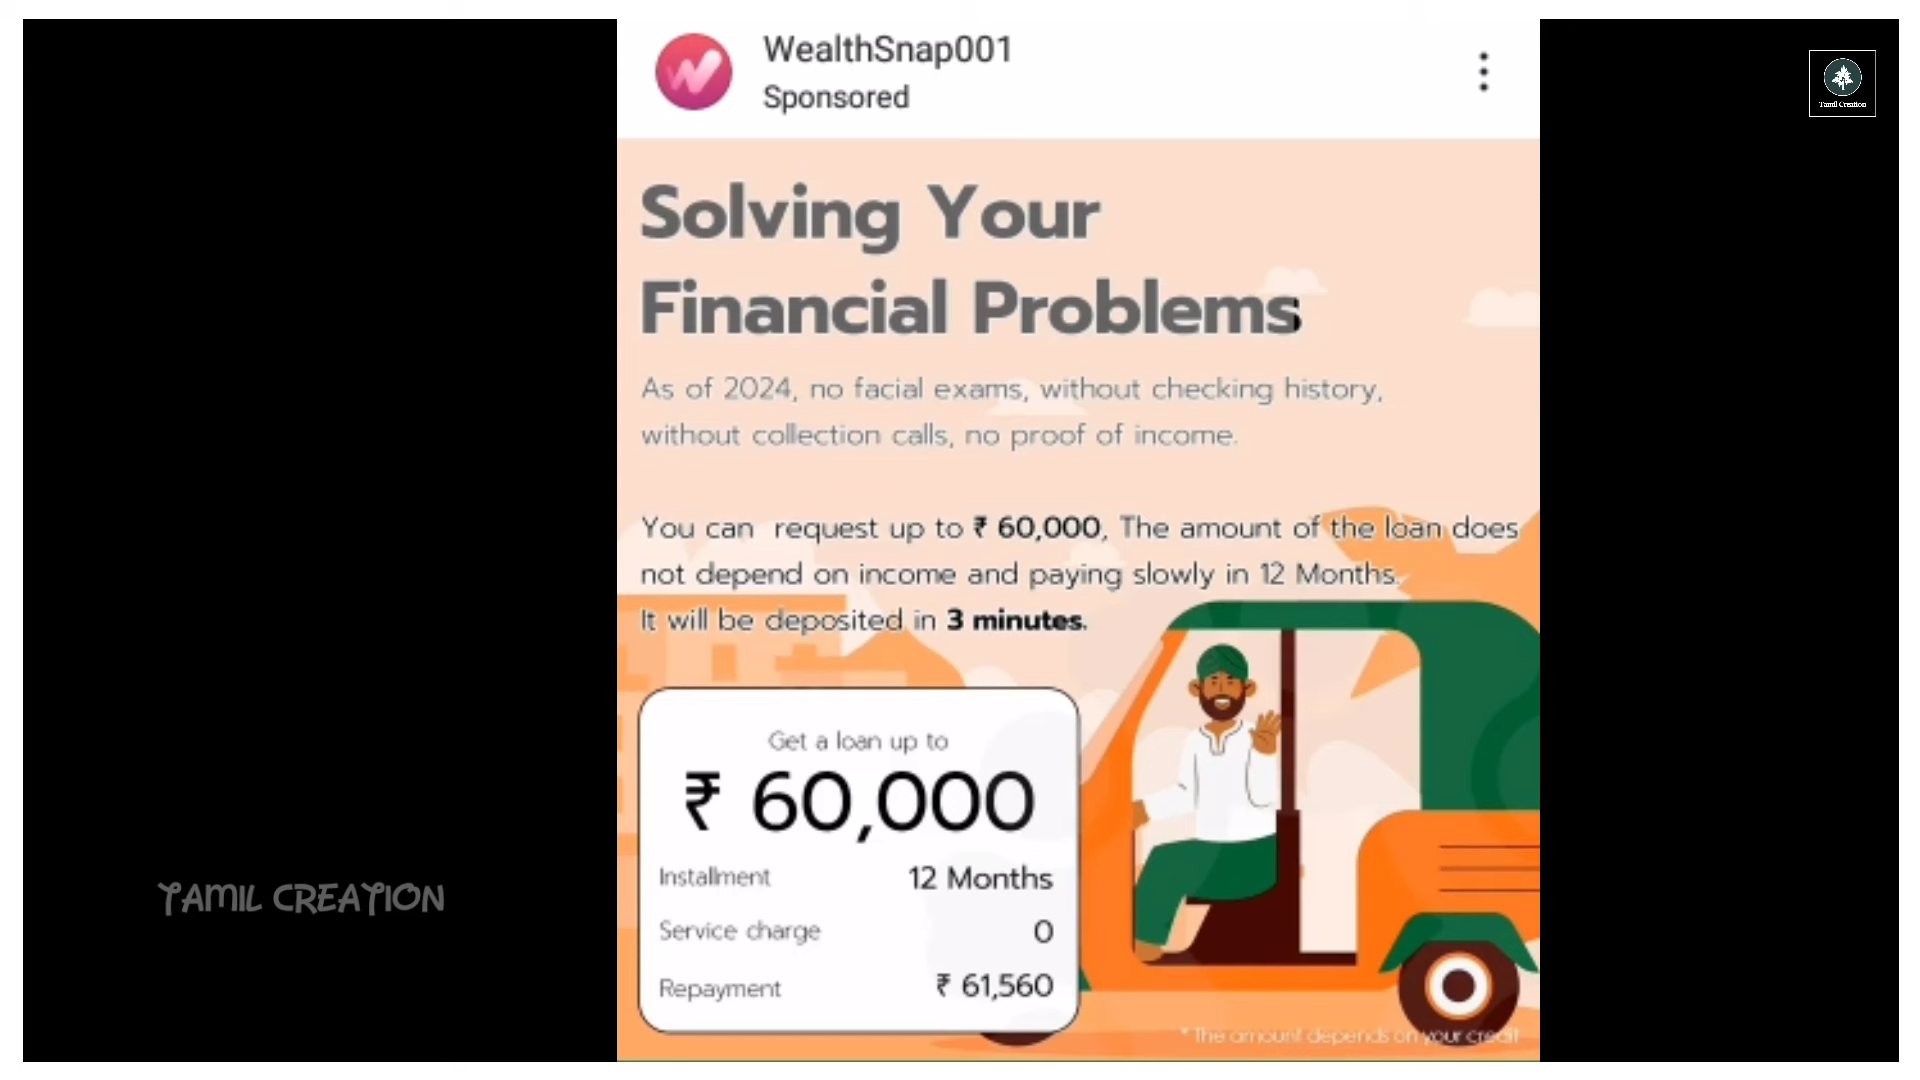 WealthSnap001
Sponsored
Tamil Creation
Solving Your
Financial Problems
As of 2024, no facial exams, without checking history,
without collection calls, no proof of income.
You can request up to ₹ 60,000, The amount of the loan does
not depend on income and paying slowly in 12 Months.
It will be deposited in 3 minutes.
Get a loan up to
₹ 60,000
Installment 12 Months
Service charge 0
Repayment ₹ 61,560
* The amount depends on your credit
TAMIL CREATION